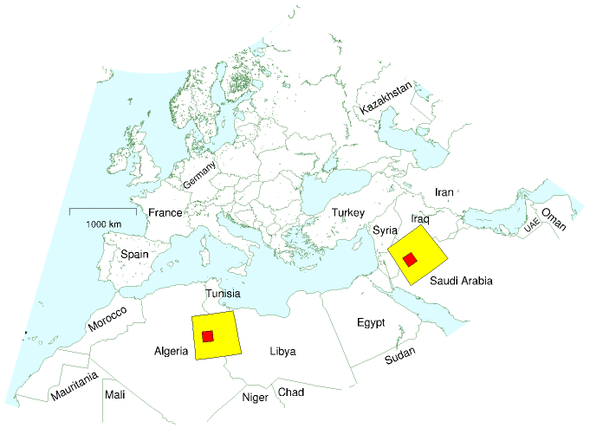 Kazakhstan
Germany
Iran
1000 km
France
Turkey
Iraq
Oman
UAE
Syria
Spain
Saudi Arabia
Tunisia
Morocco
Egypt
Algeria
Libya
Sudan
Mauritania
Mali
Niger
Chad